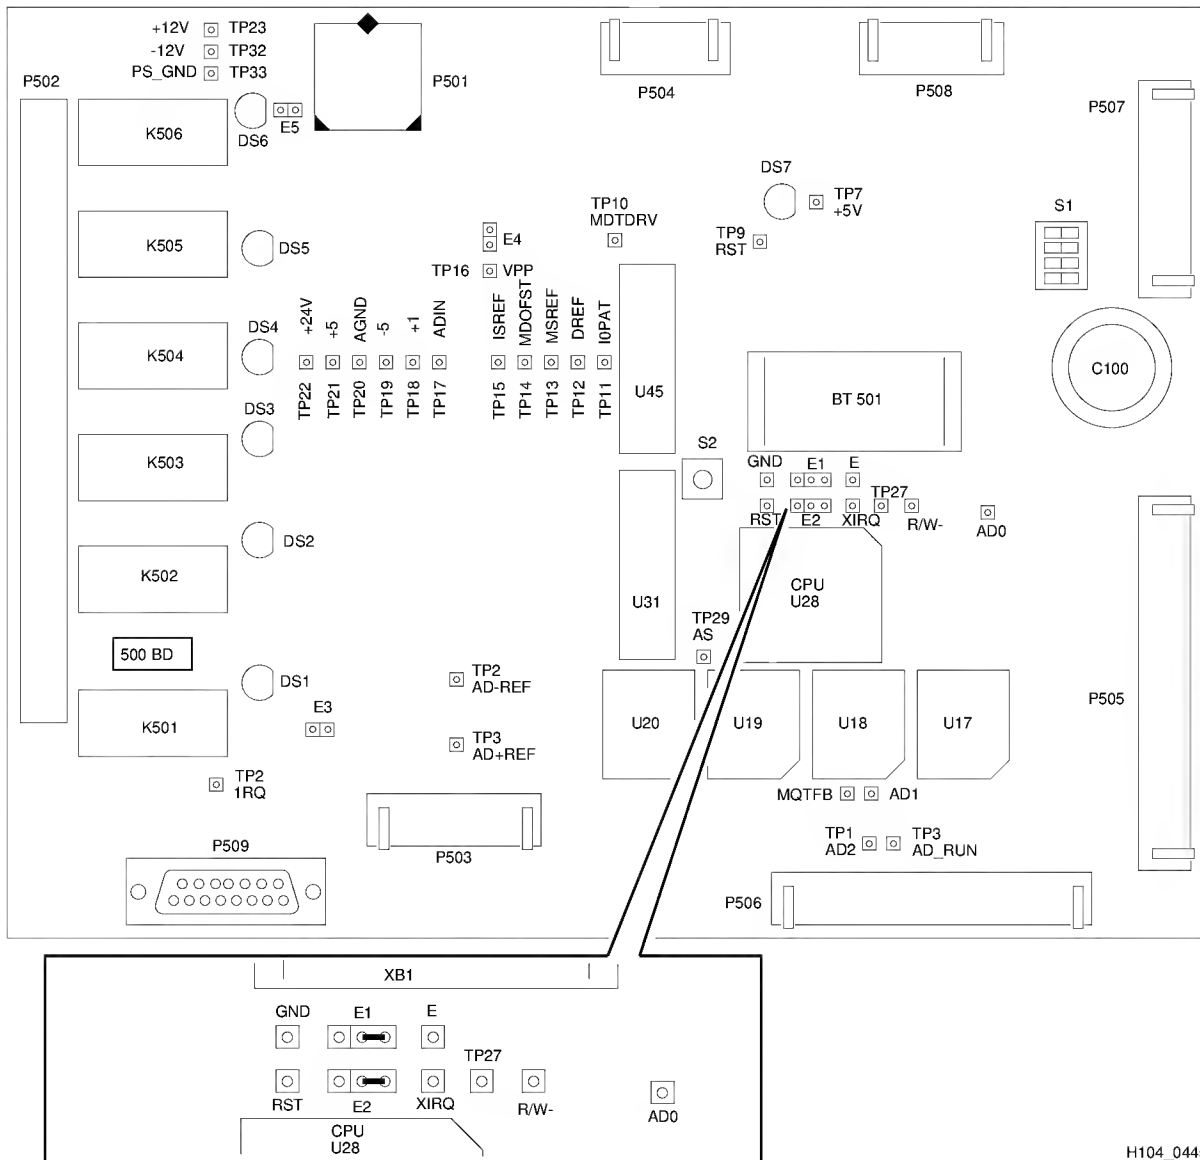 +12V TP23
-12V TP32
PS_GND TP33
P502
P501
P504
P508
P507
K506
DS6
E5
DS7
TP7
+5V
S1
TP10
MDTDRV
TP9
RST
K505
DS5
E4
TP16 VPP
+24V
+5
AGND
-5
+1
ADIN
ISREF
MDOFST
MSREF
DREF
I0PAT
K504
DS4
TP22
TP21
TP20
TP19
TP18
TP17
TP15
TP14
TP13
TP12
TP11
U45
BT 501
C100
DS3
K503
S2
GND E1 E
TP27
RST E2 XIRQ R/W-
AD0
K502
DS2
CPU
U28
U31
TP29
AS
500 BD
DS1
TP2
AD-REF
P505
K501
E3
TP3
AD+REF
U20 U19 U18 U17
TP2
1RQ
MQTFB AD1
TP1
AD2
TP3
AD_RUN
P509
P503
P506
XB1
GND E1 E
TP27
RST E2 XIRQ R/W- AD0
CPU
U28
H104_044